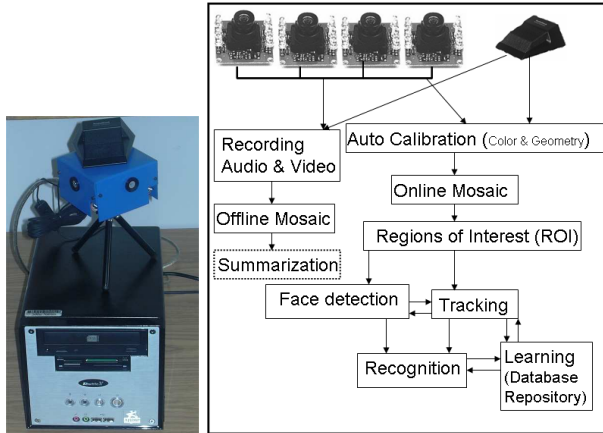 Recording
Audio & Video
Auto Calibration (Color & Geometry)
Offline Mosaic
Online Mosaic
Summarization
Regions of Interest (ROI)
Face detection
Tracking
Recognition
Learning
(Database
Repository)